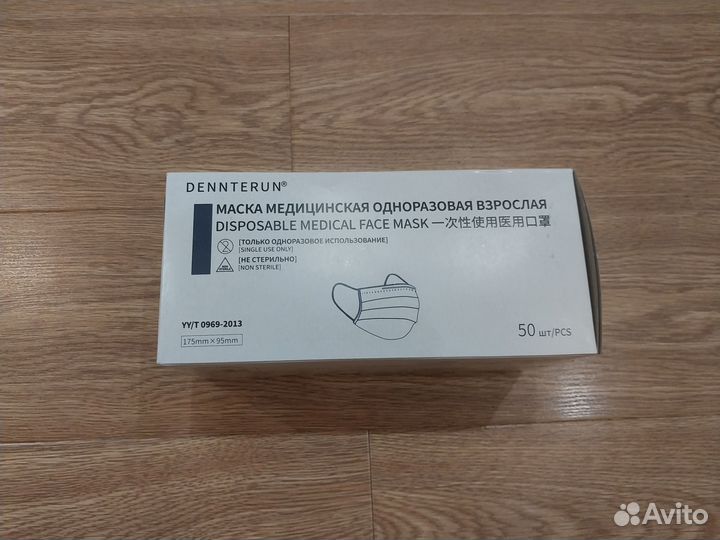 DENNTERUN®
МАСКА МЕДИЦИНСКАЯ ОДНОРАЗОВАЯ ВЗРОСЛАЯ
DISPOSABLE MEDICAL FACE MASK 一次性使用医用口罩
[ТОЛЬКО ОДНОРАЗОВОЕ ИСПОЛЬЗОВАНИЕ]
[SINGLE USE ONLY]
[НЕ СТЕРИЛЬНО]
[NON STERILE]
YY/T 0969-2013
175mm×95mm
50 шт/PCS
Avito